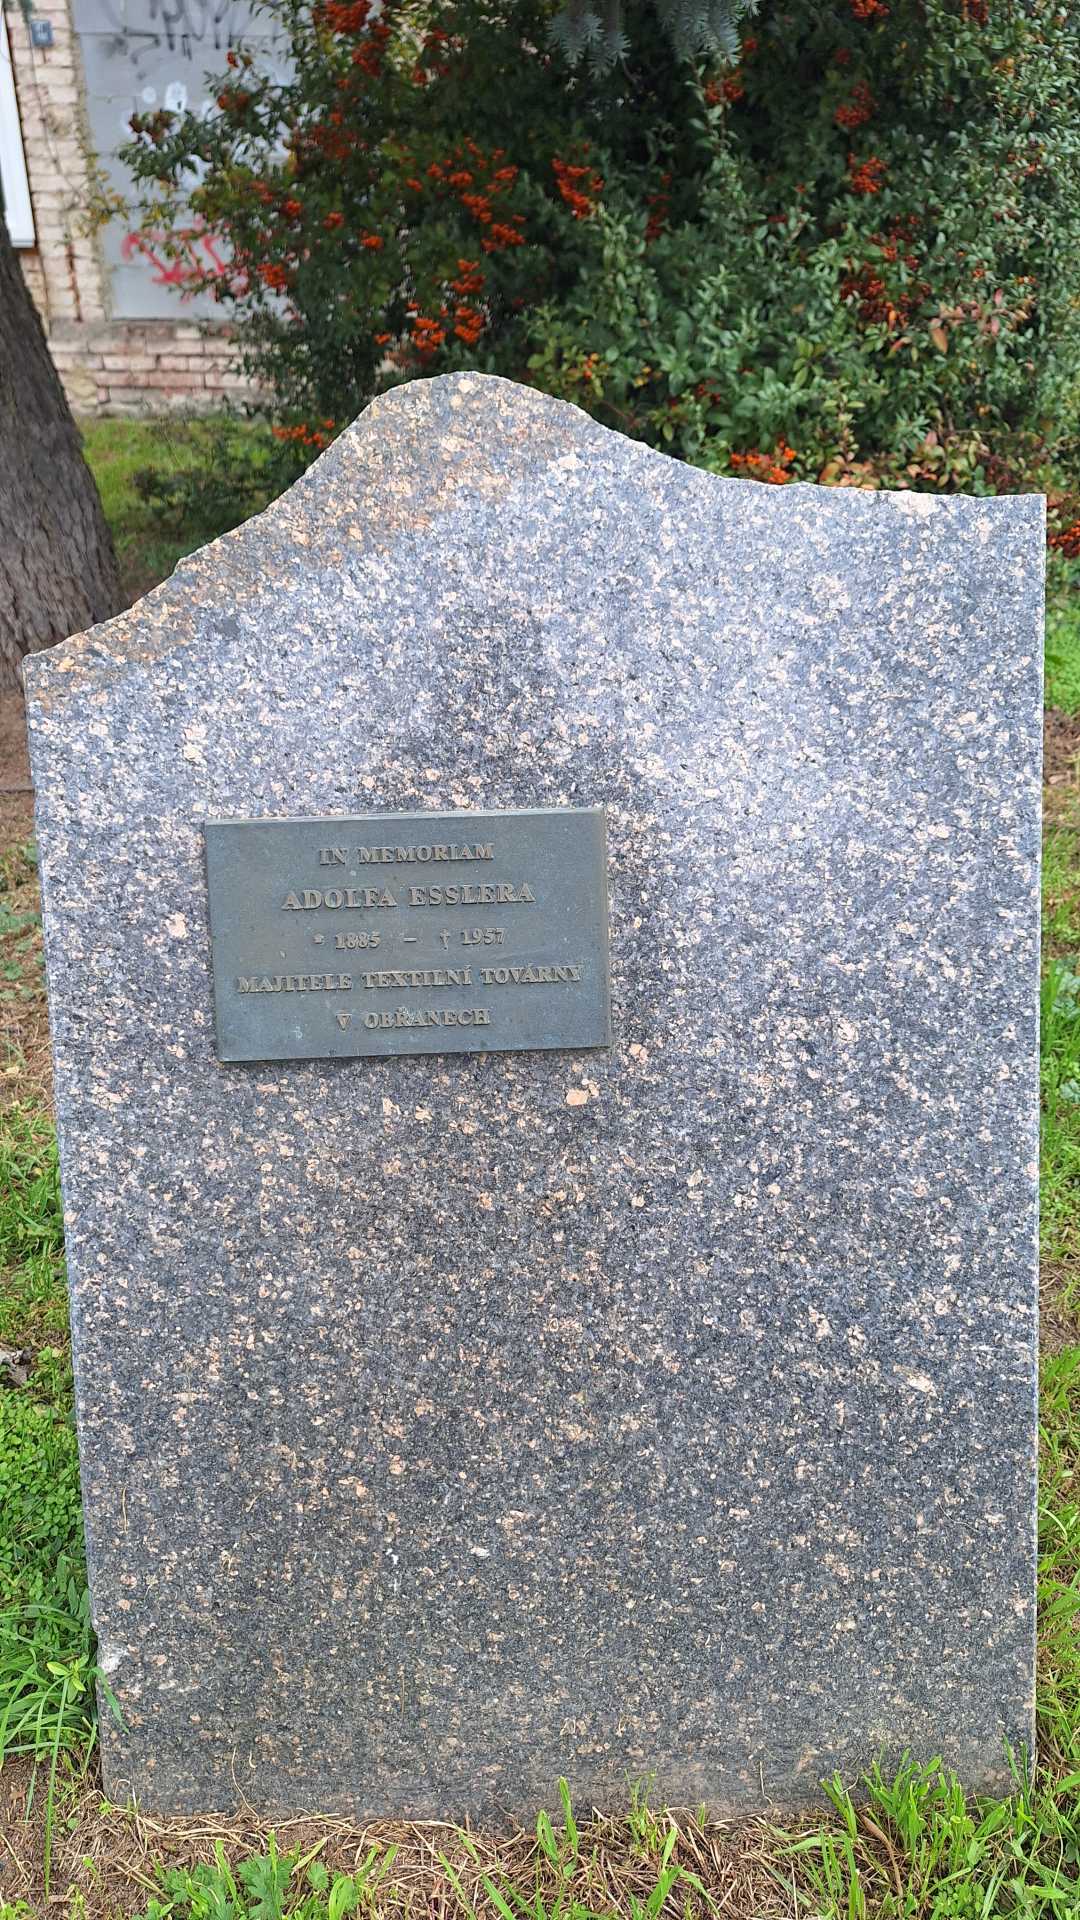 IN MEMORIAM
ADOLFA ESSLERA
* 1885 – † 1957
MAJITELE TEXTILNÍ TOVÁRNY
V OBŘANECH